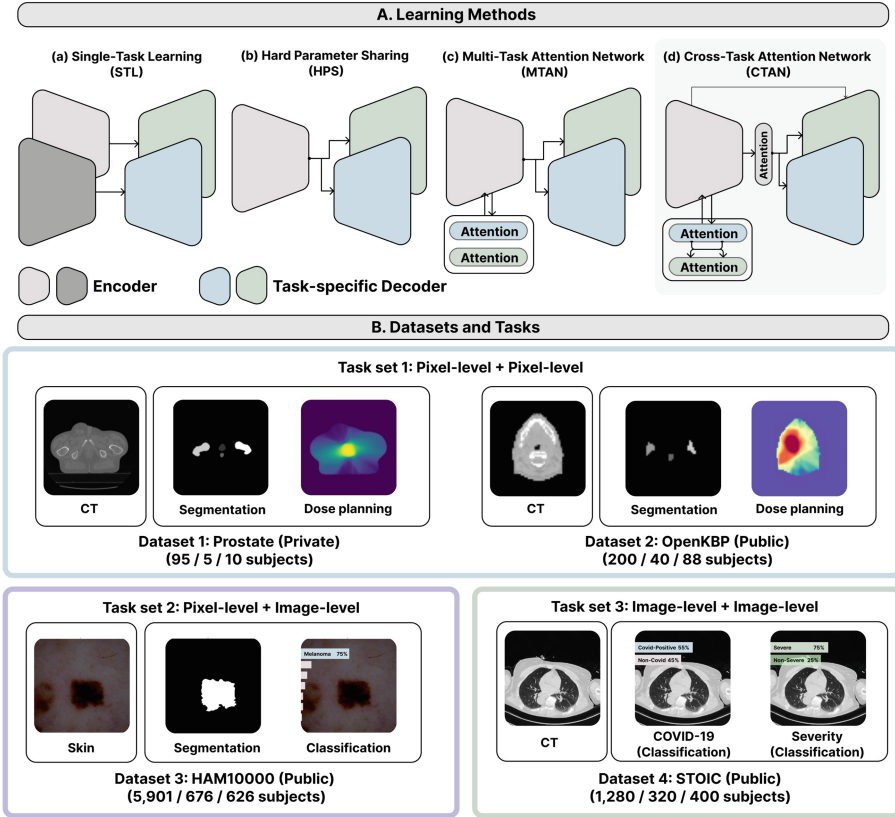 A. Learning Methods
(a) Single-Task Learning
(STL)
(b) Hard Parameter Sharing
(HPS)
(c) Multi-Task Attention Network
(MTAN)
(d) Cross-Task Attention Network
(CTAN)
Attention
Attention
Attention
Attention
Attention
Encoder
Task-specific Decoder
B. Datasets and Tasks
Task set 1: Pixel-level + Pixel-level
CT
Segmentation
Dose planning
Dataset 1: Prostate (Private)
(95 / 5 / 10 subjects)
CT
Segmentation
Dose planning
Dataset 2: OpenKBP (Public)
(200 / 40 / 88 subjects)
Task set 2: Pixel-level + Image-level
Skin
Segmentation
Melanoma 75%
Classification
Dataset 3: HAM10000 (Public)
(5,901 / 676 / 626 subjects)
Task set 3: Image-level + Image-level
CT
Covid-Positive 55%
Non-Covid 45%
COVID-19
(Classification)
Severe 75%
Non-Severe 25%
Severity
(Classification)
Dataset 4: STOIC (Public)
(1,280 / 320 / 400 subjects)